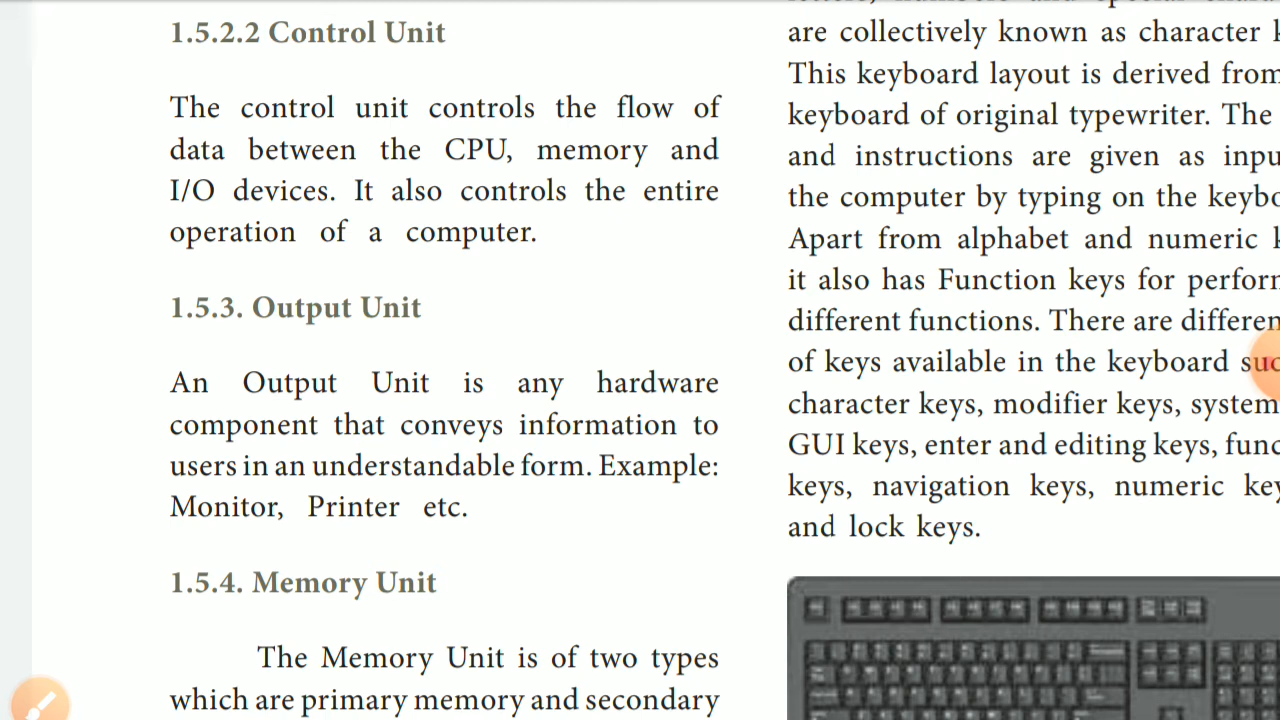 1.5.2.2 Control Unit
The control unit controls the flow of
data between the CPU, memory and
I/O devices. It also controls the entire
operation of a computer.
1.5.3. Output Unit
An Output Unit is any hardware
component that conveys information to
users in an understandable form. Example:
Monitor, Printer etc.
1.5.4. Memory Unit
The Memory Unit is of two types
which are primary memory and secondary
are collectively known as character
This keyboard layout is derived from
keyboard of original typewriter. The
and instructions are given as
the computer by typing on the
Apart from alphabet and numeric
it also has Function keys for
different functions. There are
of keys available in the keyboard
character keys, modifier keys, system
GUI keys, enter and editing keys,
keys, navigation keys, numeric
and lock keys.